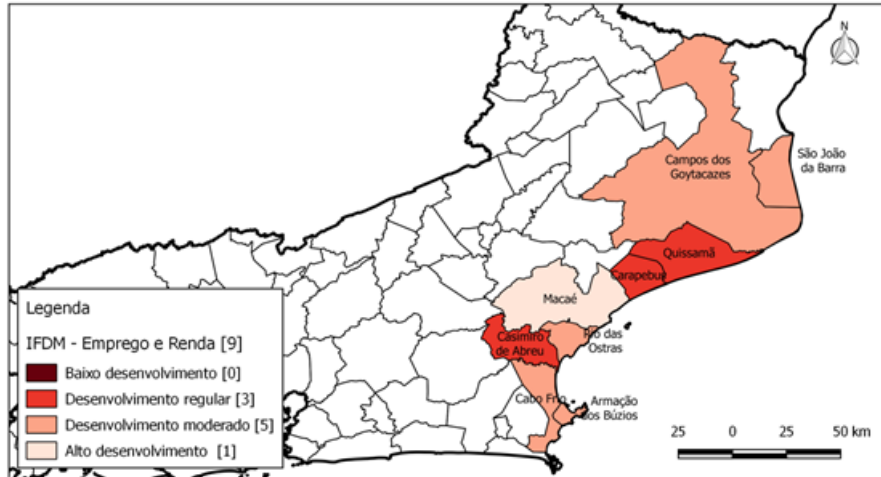 N
São João
da Barra
Campos dos
Goytacazes
Quissamã
Carapebus
Macaé
Rio das
Ostras
Casimiro
de Abreu
Cabo Frio
Armação
dos Búzios
Legenda
IFDM - Emprego e Renda [9]
Baixo desenvolvimento [0]
Desenvolvimento regular [3]
Desenvolvimento moderado [5]
Alto desenvolvimento [1]
25 0 25 50 km